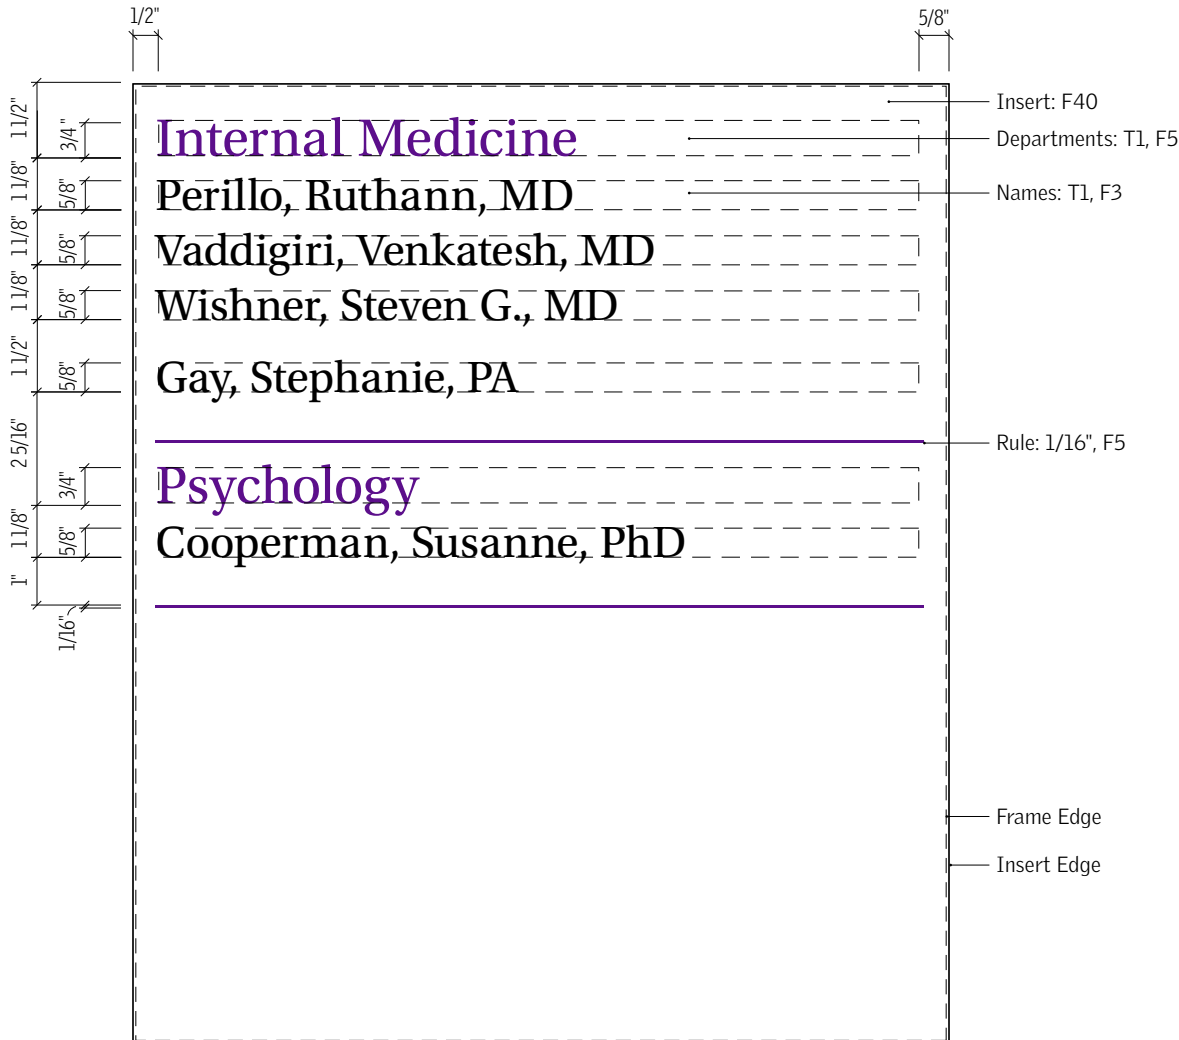 1/2" 5/8"
1 1/2" 3/4" Internal Medicine Insert: F40
Departments: T1, F5
1 1/8" 5/8" Perillo, Ruthann, MD Names: T1, F3
1 1/8" 5/8" Vaddigiri, Venkatesh, MD
1 1/8" 5/8" Wishner, Steven G., MD
1 1/2" 5/8" Gay, Stephanie, PA
2 5/16" Rule: 1/16", F5
3/4" Psychology
1 1/8" 5/8" Cooperman, Susanne, PhD
1"
1/16"
Frame Edge
Insert Edge